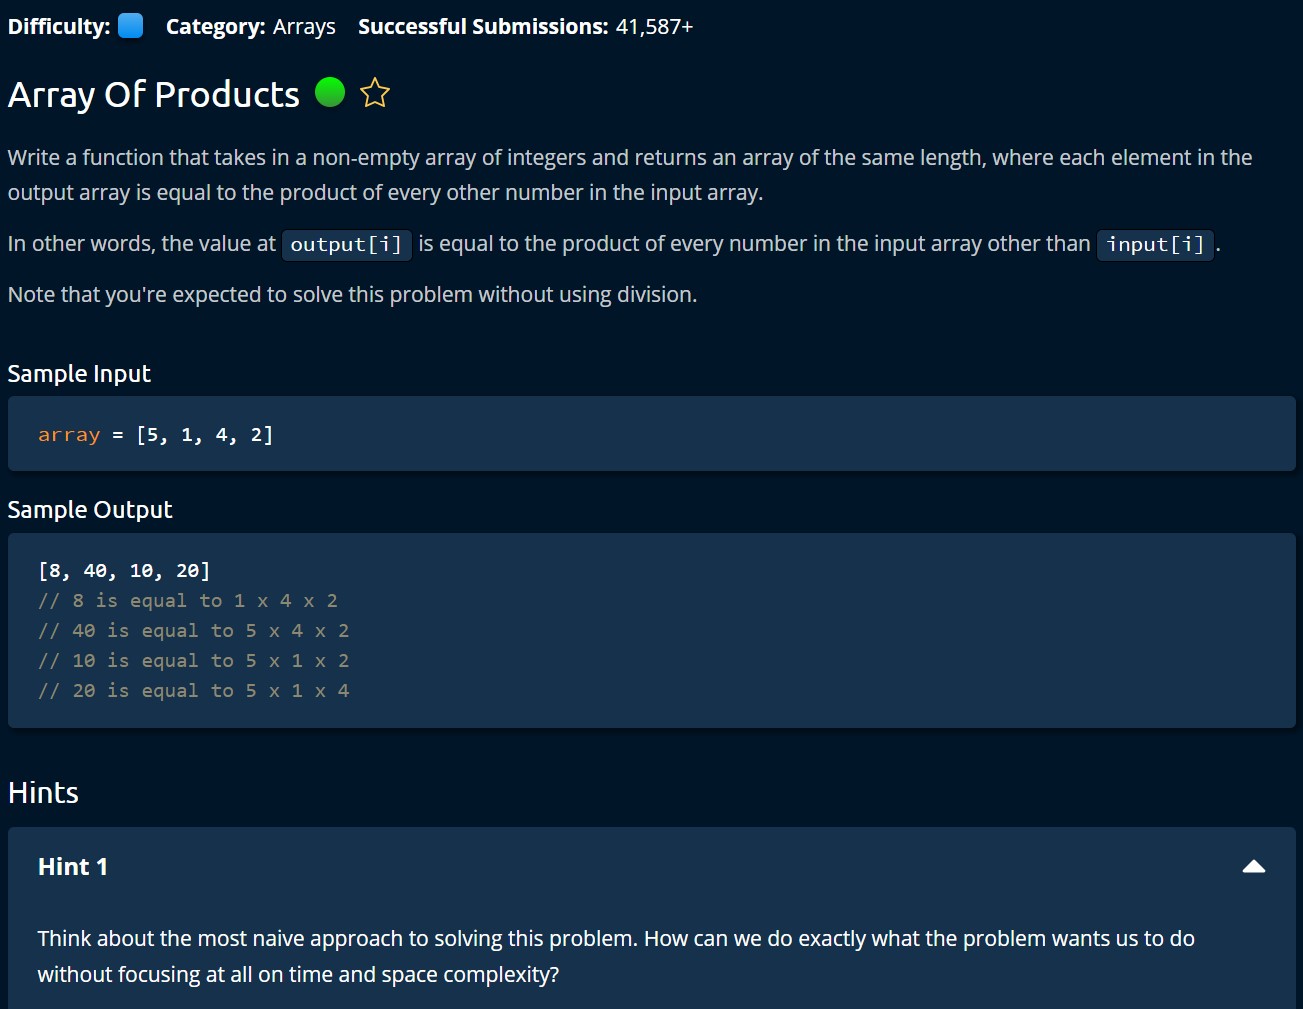 Difficulty: Category: Arrays Successful Submissions: 41,587+
Array Of Products
Write a function that takes in a non-empty array of integers and returns an array of the same length, where each element in the
output array is equal to the product of every other number in the input array.
In other words, the value at output[i] is equal to the product of every number in the input array other than input[i] .
Note that you're expected to solve this problem without using division.
Sample Input
array = [5, 1, 4, 2]
Sample Output
[8, 40, 10, 20]
// 8 is equal to 1 x 4 x 2
// 40 is equal to 5 x 4 x 2
// 10 is equal to 5 x 1 x 2
// 20 is equal to 5 x 1 x 4
Hints
Hint 1
Think about the most naive approach to solving this problem. How can we do exactly what the problem wants us to do
without focusing at all on time and space complexity?